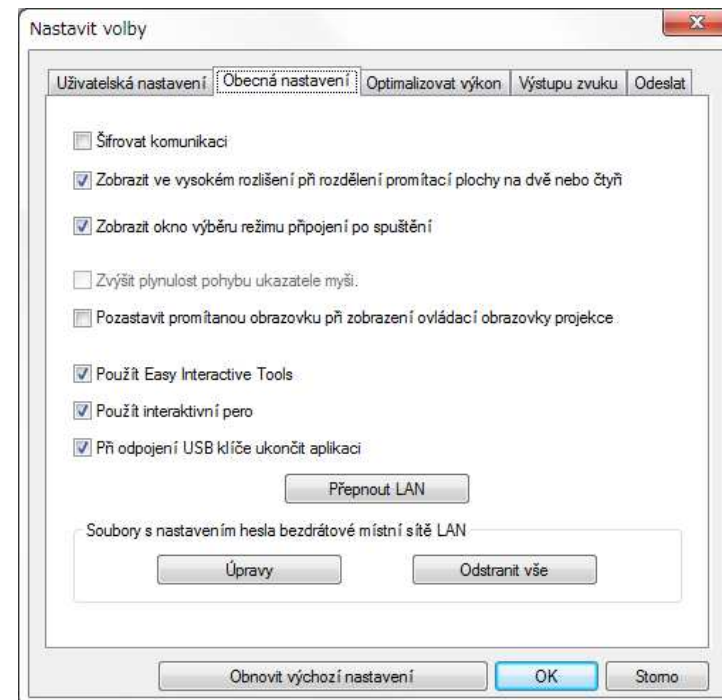 Nastavit volby
Uživatelská nastavení Obecná nastavení Optimalizovat výkon Výstupu zvuku Odeslat
Šifrovat komunikaci
Zobrazit ve vysokém rozlišení při rozdělení promítací plochy na dvě nebo čtyři
Zobrazit okno výběru režimu připojení po spuštění
Zvýšit plynulost pohybu ukazatele myši.
Pozastavit promítanou obrazovku při zobrazení ovládací obrazovky projekce
Použít Easy Interactive Tools
Použít interaktivní pero
Při odpojení USB klíče ukončit aplikaci
Přepnout LAN
Soubory s nastavením hesla bezdrátové místní sítě LAN
Úpravy Odstranit vše
Obnovit výchozí nastavení OK Storno